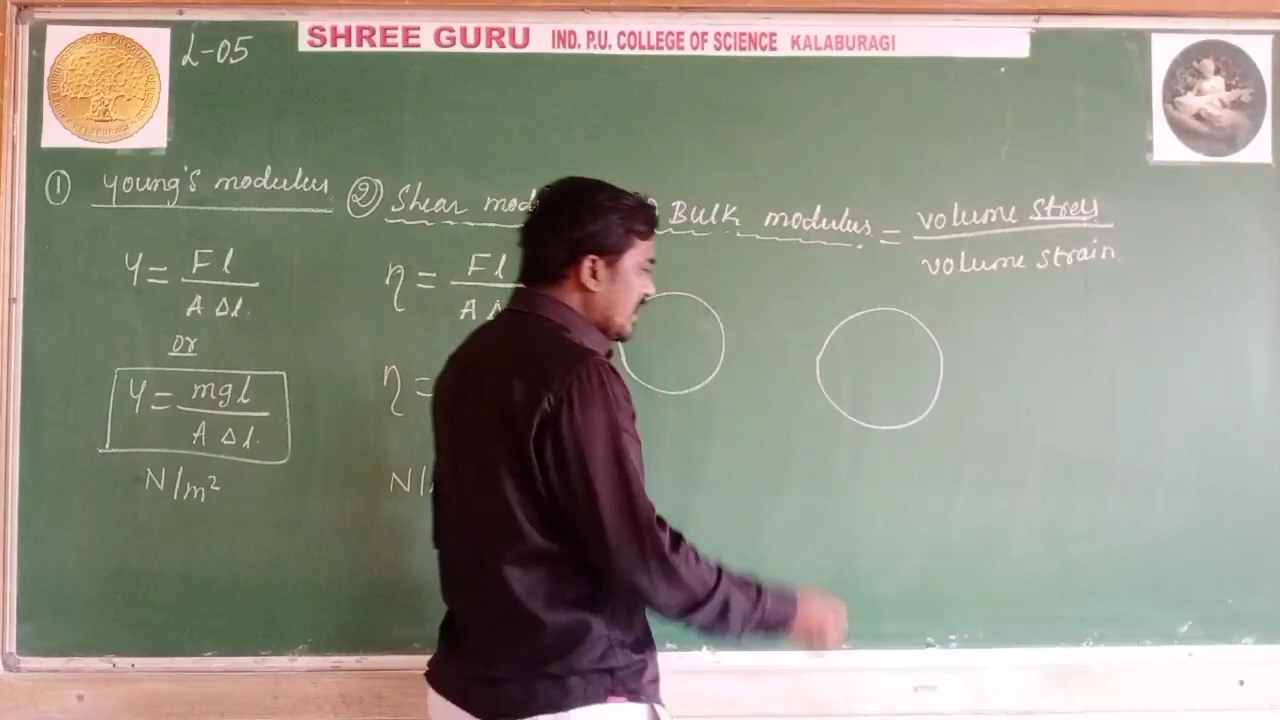 SHREE GURU IND. P.U. COLLEGE OF SCIENCE KALABURAGI
L-05
① Young's modulus
Y = Fl / A Δl.
or
Y = mgl / A Δl.
N/m²
② Shear mod
η = Fl / A Δ
η =
N/
Bulk modulus = volume stress / volume strain